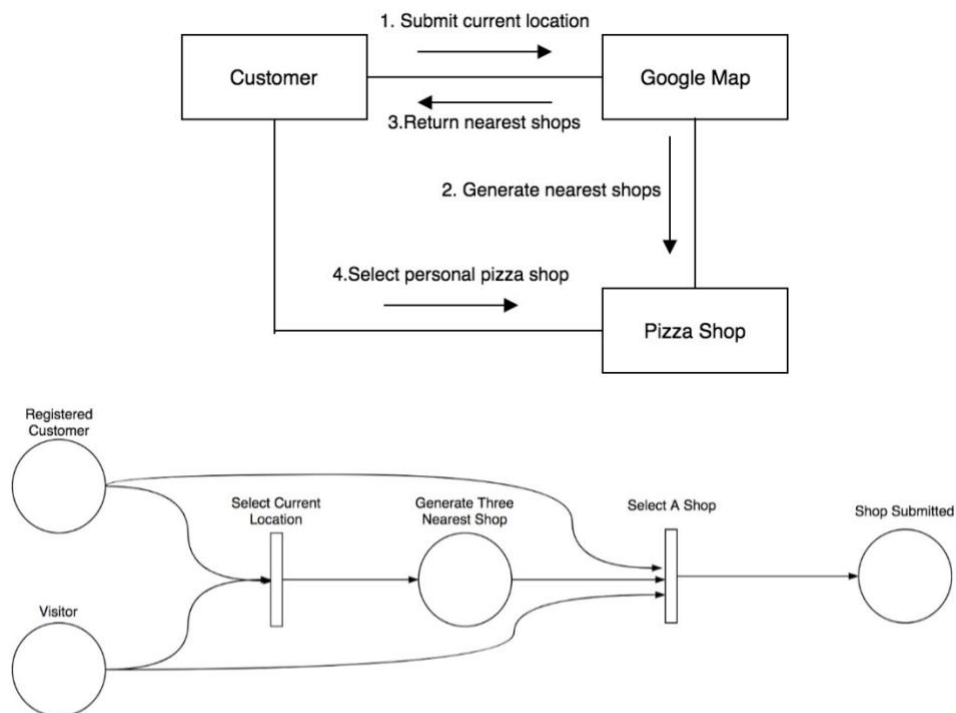 1. Submit current location
Customer
Google Map
3.Return nearest shops
2. Generate nearest shops
4.Select personal pizza shop
Pizza Shop
Registered
Customer
Select Current
Location
Generate Three
Nearest Shop
Select A Shop
Shop Submitted
Visitor